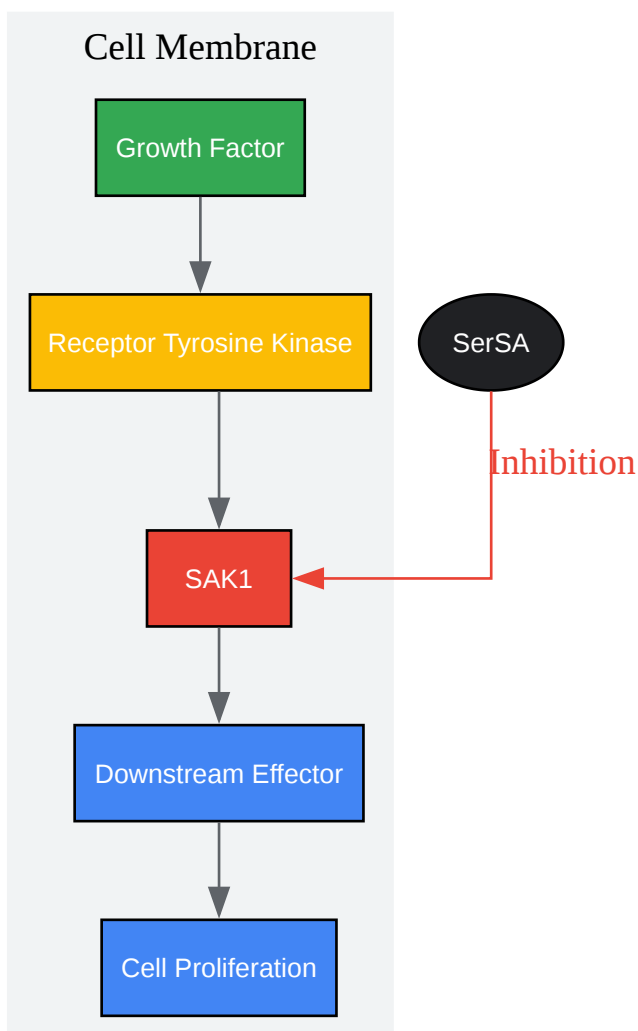 Cell Membrane
Growth Factor
Receptor Tyrosine Kinase
SerSA
Inhibition
SAK1
Downstream Effector
Cell Proliferation